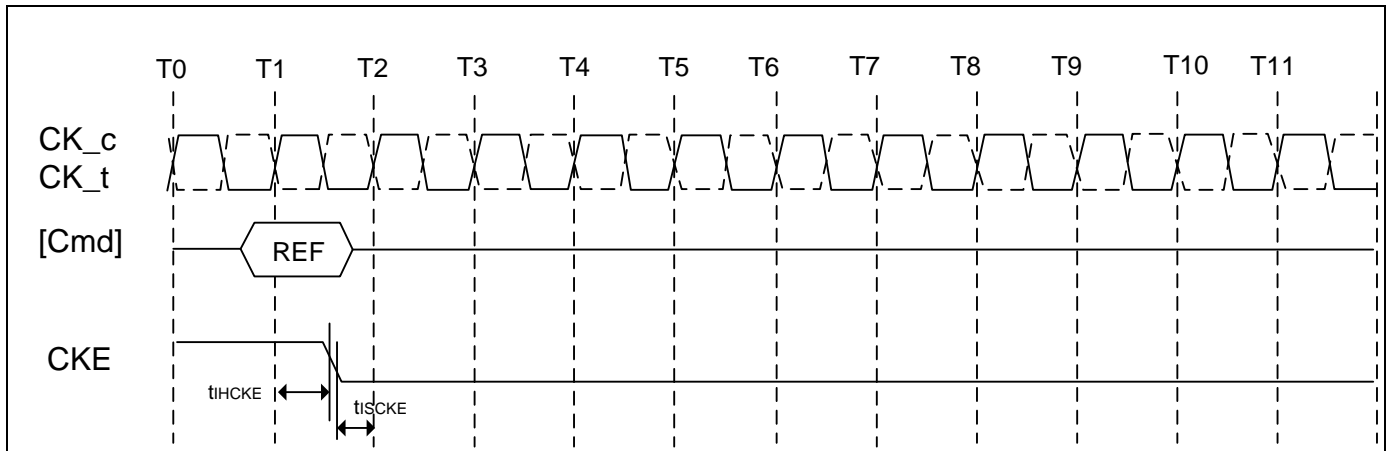 T0 T1 T2 T3 T4 T5 T6 T7 T8 T9 T10 T11
CK_c
CK_t
[Cmd]
REF
CKE
tIHCKE
tISCKE